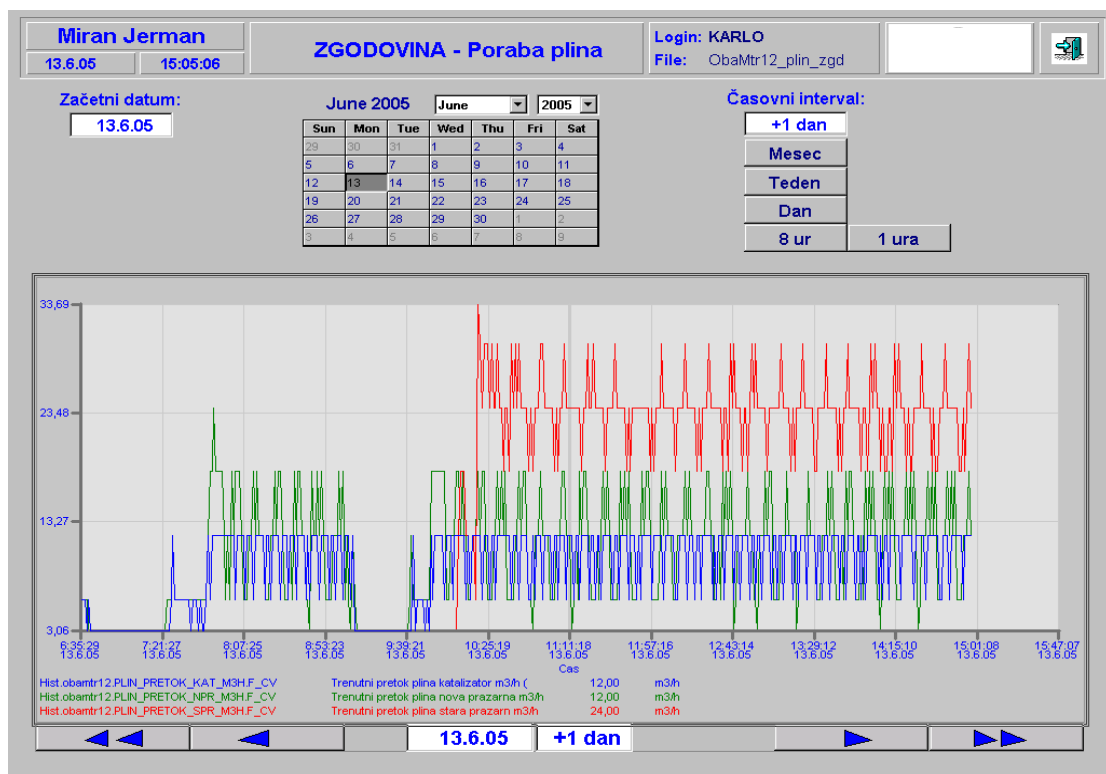 Miran Jerman
13.6.05 15:05:06
ZGODOVINA - Poraba plina
Login: KARLO
File: ObaMtr12_plin_zgd
Začetni datum:
13.6.05
June 2005 June 2005
Sun Mon Tue Wed Thu Fri Sat
29 30 31 1 2 3 4
5 6 7 8 9 10 11
12 13 14 15 16 17 18
19 20 21 22 23 24 25
26 27 28 29 30 1 2
3 4 5 6 7 8 9
Časovni interval:
+1 dan
Mesec
Teden
Dan
8 ur 1 ura
33,69
23,48
13,27
3,06
6:35:29 7:21:27 8:07:25 8:53:23 9:39:21 10:25:19 11:11:18 11:57:16 12:43:14 13:29:12 14:15:10 15:01:08 15:47:07
13.6.05 13.6.05 13.6.05 13.6.05 13.6.05 13.6.05 13.6.05 13.6.05 13.6.05 13.6.05 13.6.05 13.6.05 13.6.05
Cas
Hist.obamtr12.PLIN_PRETOK_KAT_M3H.F_CV Trenutni pretok plina katalizator m3/h ( 12,00 m3/h
Hist.obamtr12.PLIN_PRETOK_NPR_M3H.F_CV Trenutni pretok plina nova prazarna m3/h 12,00 m3/h
Hist.obamtr12.PLIN_PRETOK_SPR_M3H.F_CV Trenutni pretok plina stara prazarn m3/h 24,00 m3/h
13.6.05 +1 dan